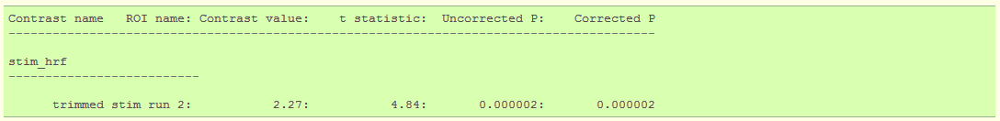 Contrast name   ROI name: Contrast value:    t statistic:  Uncorrected P:    Corrected P
----------------------------------------------------------------------------------------
stim_hrf
--------------------------
      trimmed stim run 2:           2.27:           4.84:       0.000002:       0.000002